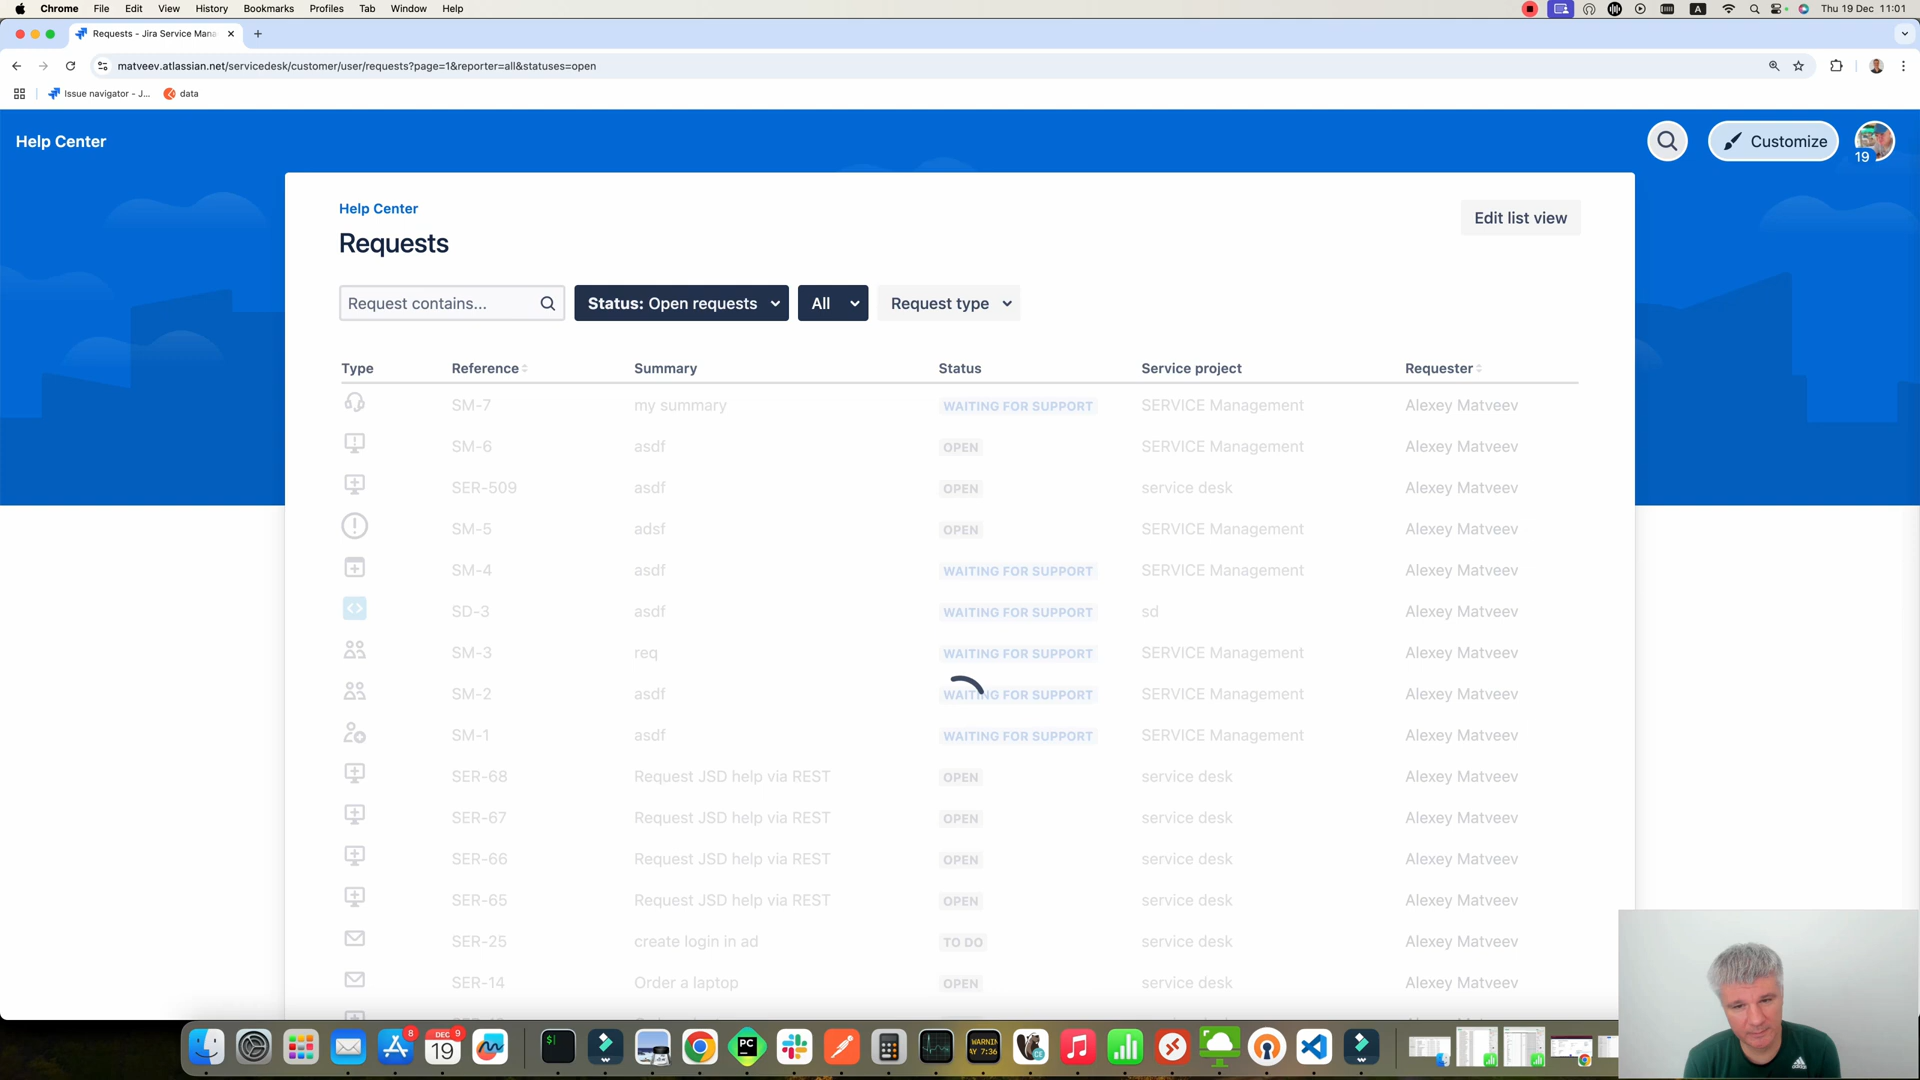 Chrome File Edit View History Bookmarks Profiles Tab Window Help
A Thu 19 Dec 11:01
Requests - Jira Service Mana
matveev.atlassian.net/servicedesk/customer/user/requests?page=1&reporter=all&statuses=open
Issue navigator - J... data
Help Center
Customize
19
Help Center
Edit list view
Requests
Request contains... Status: Open requests All Request type
Type Reference Summary Status Service project Requester
SM-7 my summary WAITING FOR SUPPORT SERVICE Management Alexey Matveev
SM-6 asdf OPEN SERVICE Management Alexey Matveev
SER-509 asdf OPEN service desk Alexey Matveev
SM-5 adsf OPEN SERVICE Management Alexey Matveev
SM-4 asdf WAITING FOR SUPPORT SERVICE Management Alexey Matveev
SD-3 asdf WAITING FOR SUPPORT sd Alexey Matveev
SM-3 req WAITING FOR SUPPORT SERVICE Management Alexey Matveev
SM-2 asdf WAITING FOR SUPPORT SERVICE Management Alexey Matveev
SM-1 asdf WAITING FOR SUPPORT SERVICE Management Alexey Matveev
SER-68 Request JSD help via REST OPEN service desk Alexey Matveev
SER-67 Request JSD help via REST OPEN service desk Alexey Matveev
SER-66 Request JSD help via REST OPEN service desk Alexey Matveev
SER-65 Request JSD help via REST OPEN service desk Alexey Matveev
SER-25 create login in ad TO DO service desk Alexey Matveev
SER-14 Order a laptop OPEN service desk Alexey Matveev
8 DEC 9
19 $ PC WARNIN
AY 7:36 CE